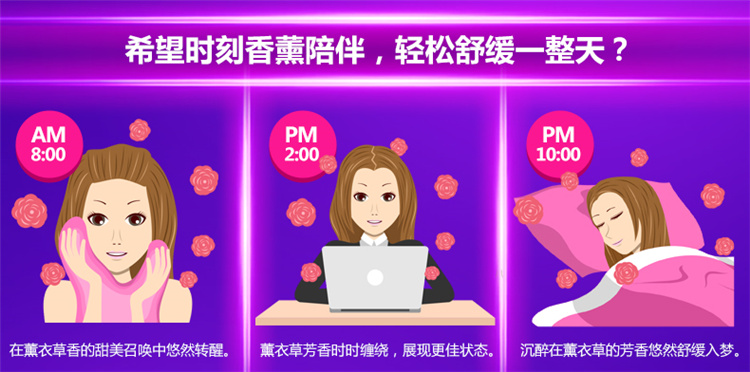 希望时刻香薰陪伴，轻松舒缓一整天？
AM
8:00
PM
2:00
PM
10:00
在薰衣草香的甜美召唤中悠然转醒。
薰衣草芳香时时缠绕，展现更佳状态。
沉醉在薰衣草的芳香悠然舒缓入梦。